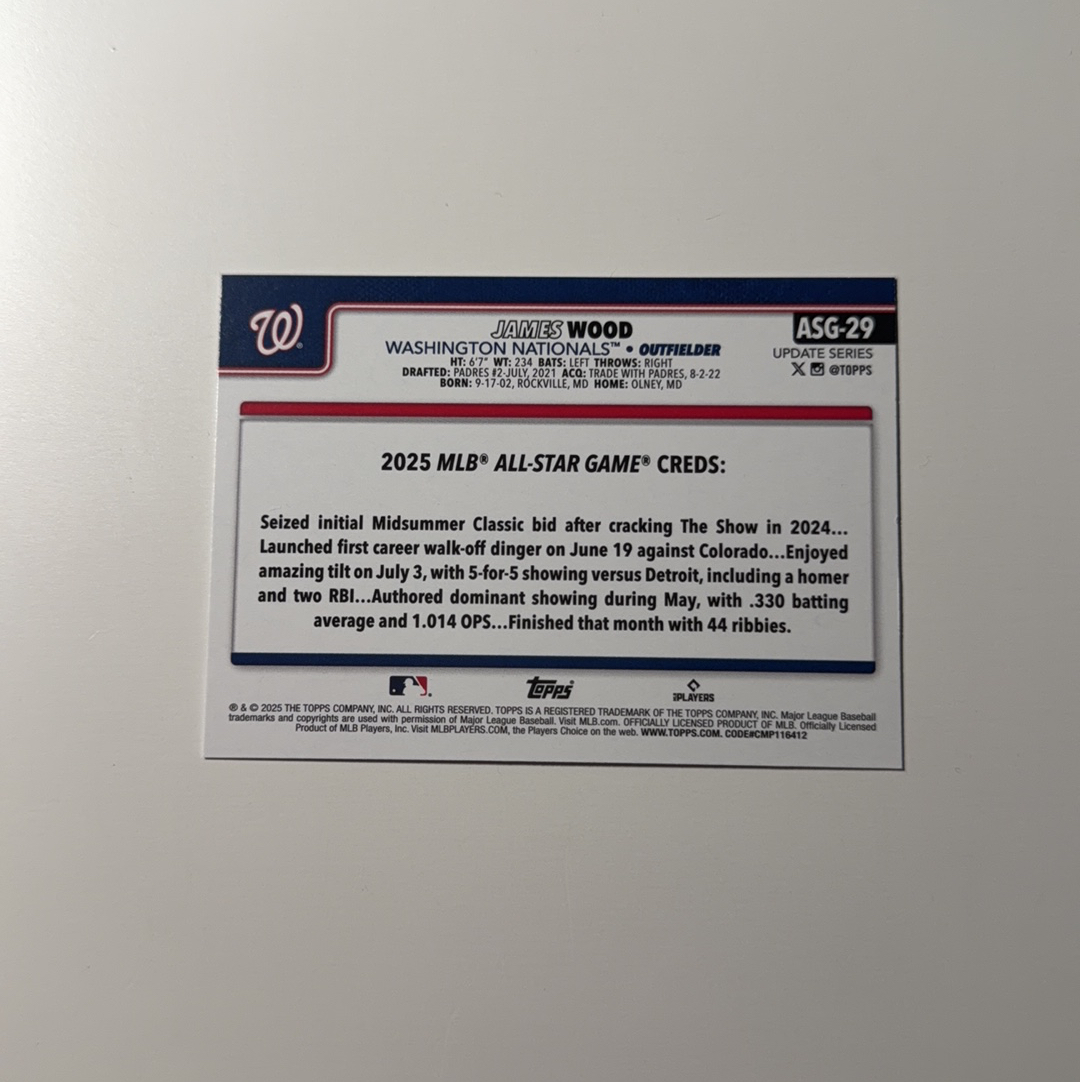 W
JAMES WOOD
ASG-29
WASHINGTON NATIONALS™ • OUTFIELDER
UPDATE SERIES
HT: 6'7" WT: 234 BATS: LEFT THROWS: RIGHT
@TOPPS
DRAFTED: PADRES #2-JULY, 2021 ACQ: TRADE WITH PADRES, 8-2-22
BORN: 9-17-02, ROCKVILLE, MD HOME: OLNEY, MD
2025 MLB® ALL-STAR GAME® CREDS:
Seized initial Midsummer Classic bid after cracking The Show in 2024...
Launched first career walk-off dinger on June 19 against Colorado...Enjoyed
amazing tilt on July 3, with 5-for-5 showing versus Detroit, including a homer
and two RBI...Authored dominant showing during May, with .330 batting
average and 1.014 OPS...Finished that month with 44 ribbies.
Topps
PLAYERS
® & © 2025 THE TOPPS COMPANY, INC. ALL RIGHTS RESERVED. TOPPS IS A REGISTERED TRADEMARK OF THE TOPPS COMPANY, INC. Major League Baseball
trademarks and copyrights are used with permission of Major League Baseball. Visit MLB.com. OFFICIALLY LICENSED PRODUCT OF MLB. Officially Licensed
Product of MLB Players, Inc. Visit MLBPLAYERS.COM, the Players Choice on the web. WWW.TOPPS.COM. CODE#CMP116412